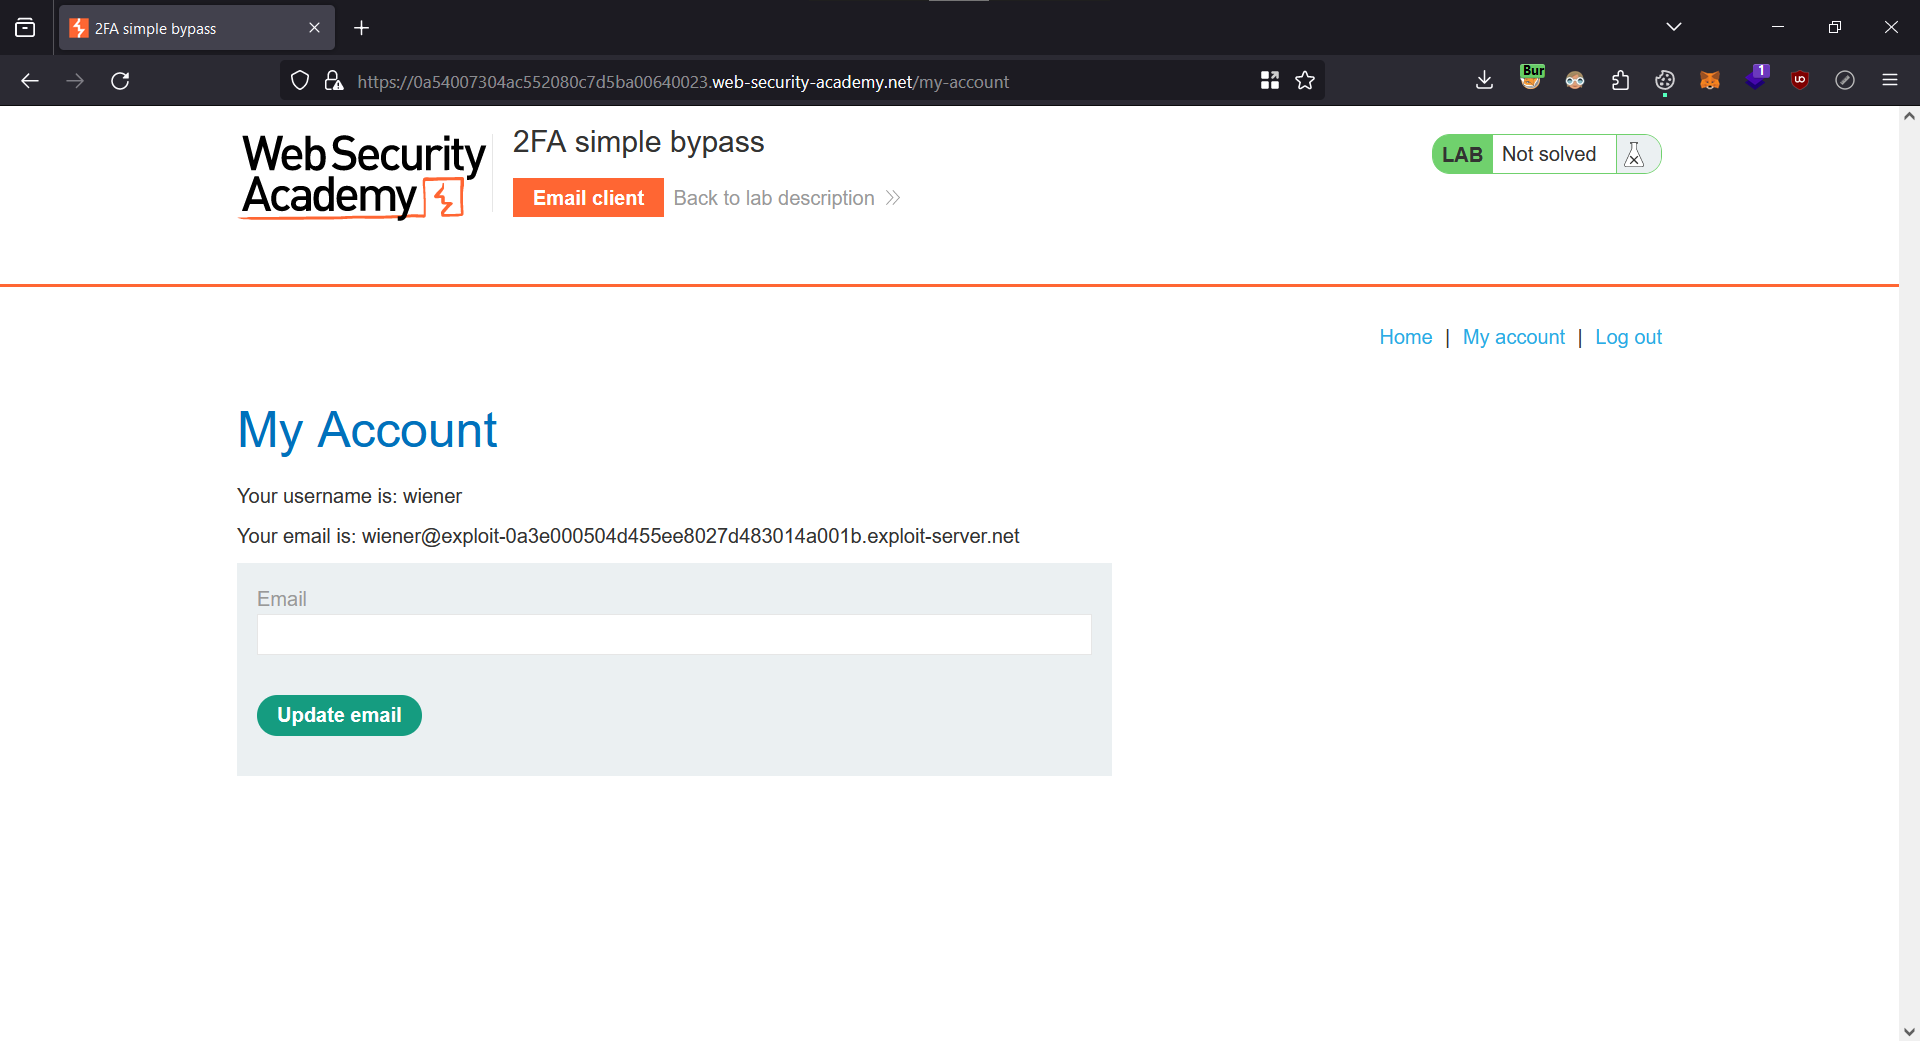 2FA simple bypass
https://0a54007304ac552080c7d5ba00640023.web-security-academy.net/my-account
Bur
1
Web Security
Academy
2FA simple bypass
Email client
Back to lab description
LAB
Not solved
Home | My account | Log out
My Account
Your username is: wiener
Your email is: wiener@exploit-0a3e000504d455ee8027d483014a001b.exploit-server.net
Email
Update email